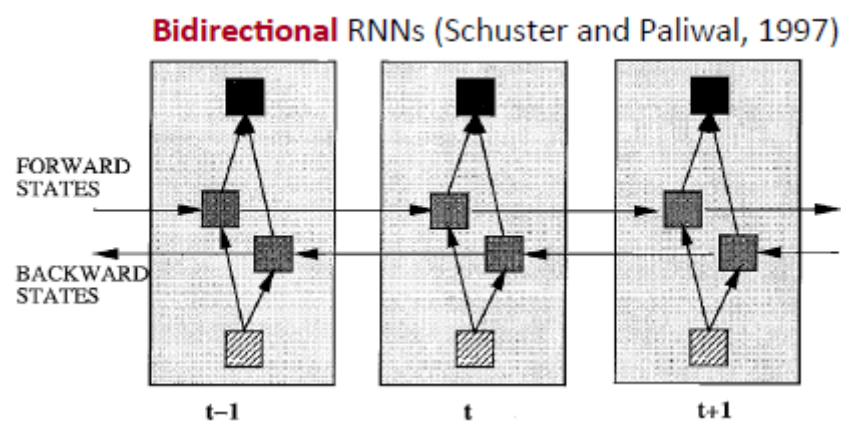 Bidirectional RNNs (Schuster and Paliwal, 1997)
FORWARD
STATES
BACKWARD
STATES
t-1
t
t+1